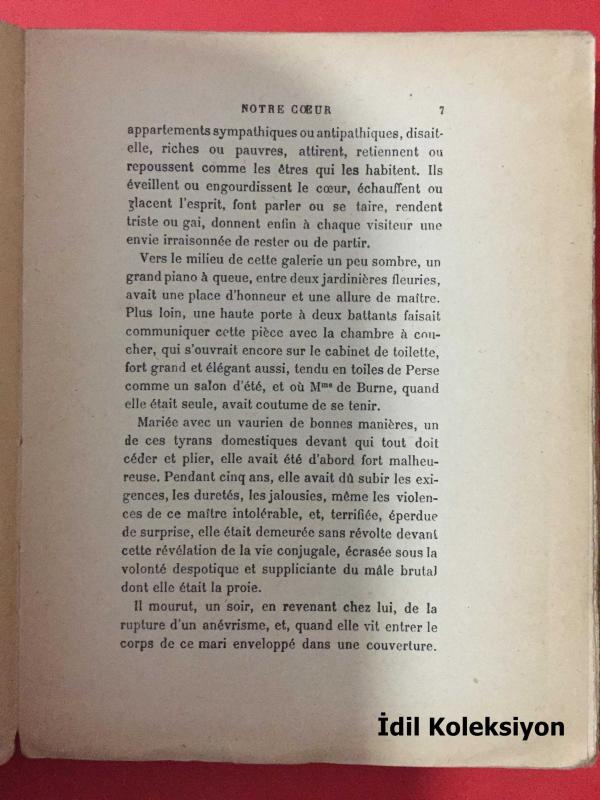 NOTRE CŒUR 7
appartements sympathiques ou antipathiques, disait-
elle, riches ou pauvres, attirent, retiennent ou
repoussent comme les êtres qui les habitent. Ils
éveillent ou engourdissent le cœur, échauffent ou
glacent l'esprit, font parler ou se taire, rendent
triste ou gai, donnent enfin à chaque visiteur une
envie irraisonnée de rester ou de partir.
Vers le milieu de cette galerie un peu sombre, un
grand piano à queue, entre deux jardinières fleuries,
avait une place d'honneur et une allure de maître.
Plus loin, une haute porte à deux battants faisait
communiquer cette pièce avec la chambre à cou-
cher, qui s'ouvrait encore sur le cabinet de toilette,
fort grand et élégant aussi, tendu en toiles de Perse
comme un salon d'été, et où Mme de Burne, quand
elle était seule, avait coutume de se tenir.
Mariée avec un vaurien de bonnes manières, un
de ces tyrans domestiques devant qui tout doit
céder et plier, elle avait été d'abord fort malheu-
reuse. Pendant cinq ans, elle avait dû subir les exi-
gences, les duretés, les jalousies, même les violen-
ces de ce maître intolérable, et, terrifiée, éperdue
de surprise, elle était demeurée sans révolte devant
cette révélation de la vie conjugale, écrasée sous la
volonté despotique et suppliciante du mâle brutal
dont elle était la proie.
Il mourut, un soir, en revenant chez lui, de la
rupture d'un anévrisme, et, quand elle vit entrer le
corps de ce mari enveloppé dans une couverture.
İdil Koleksiyon